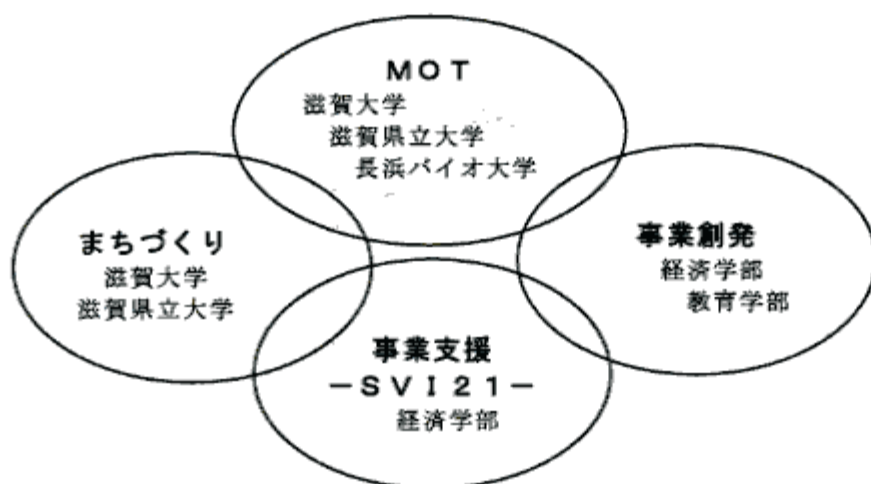 MOT
滋賀大学
滋賀県立大学
長浜バイオ大学
まちづくり
滋賀大学
滋賀県立大学
事業創発
経済学部
教育学部
事業支援
－SVI21－
経済学部